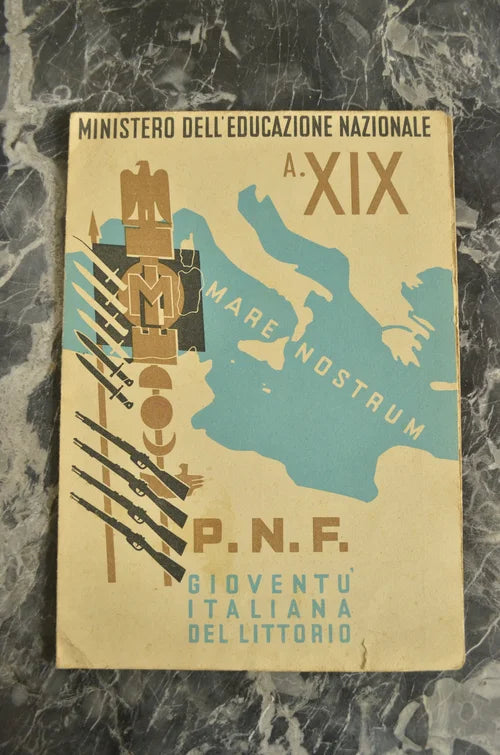 MINISTERO DELL'EDUCAZIONE NAZIONALE
A. XIX
M
MARE NOSTRUM
P. N. F.
GIOVENTU'
ITALIANA
DEL LITTORIO